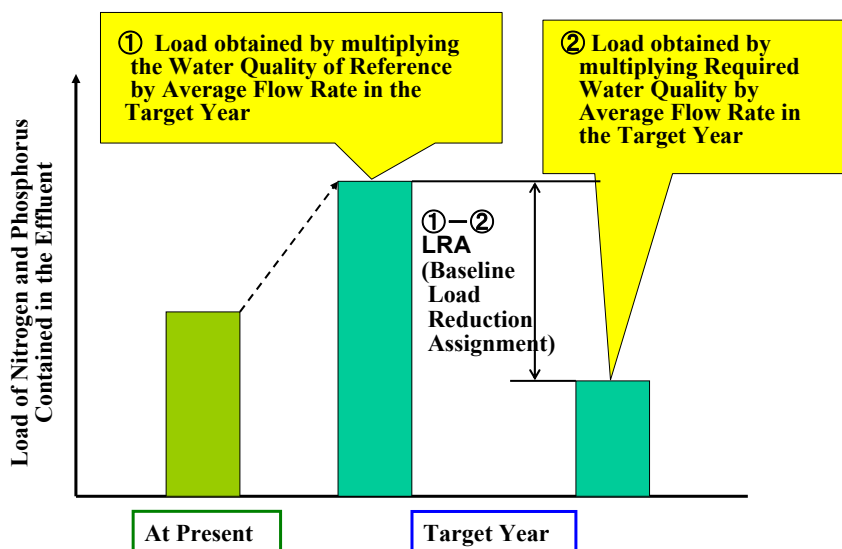 ① Load obtained by multiplying
the Water Quality of Reference
by Average Flow Rate in the
Target Year
② Load obtained by
multiplying Required
Water Quality by
Average Flow Rate in
the Target Year
Load of Nitrogen and Phosphorus
Contained in the Effluent
①－②
LRA
(Baseline
Load
Reduction
Assignment)
At Present
Target Year